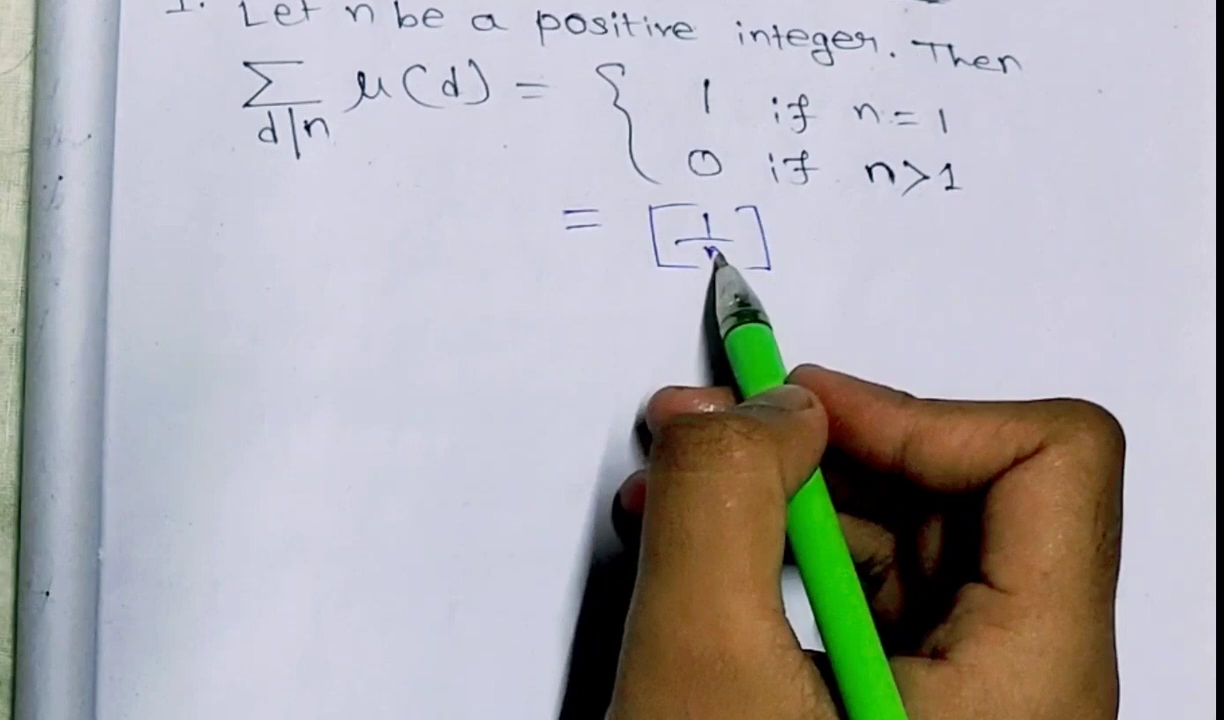 1. Let n be a positive integer. Then
∑ μ(d) = { 1 if n = 1
d|n
0 if n>1
= [1/n]